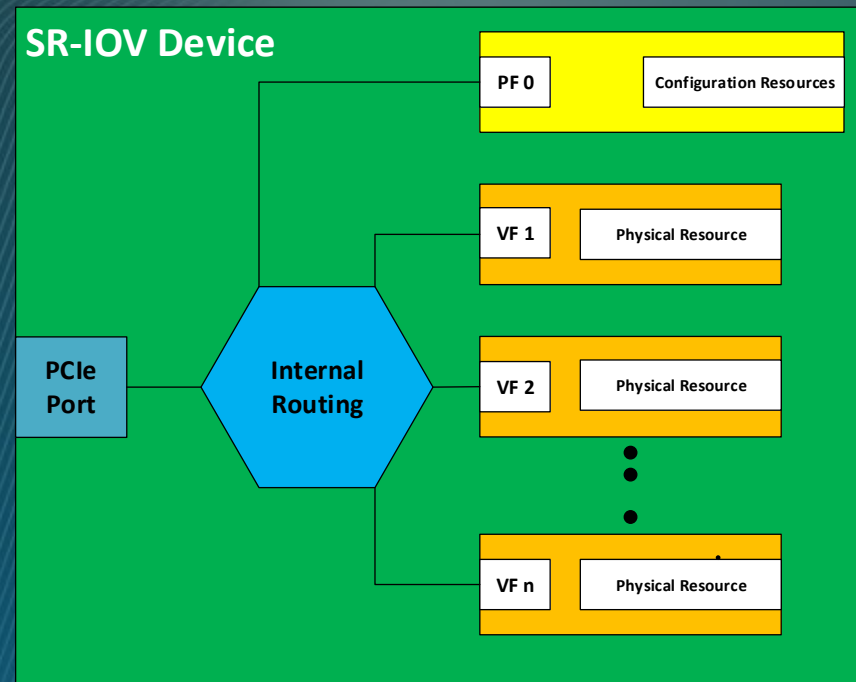 SR-IOV Device
PF 0
Configuration Resources
VF 1
Physical Resource
PCIe
Port
Internal
Routing
VF 2
Physical Resource
VF n
Physical Resource